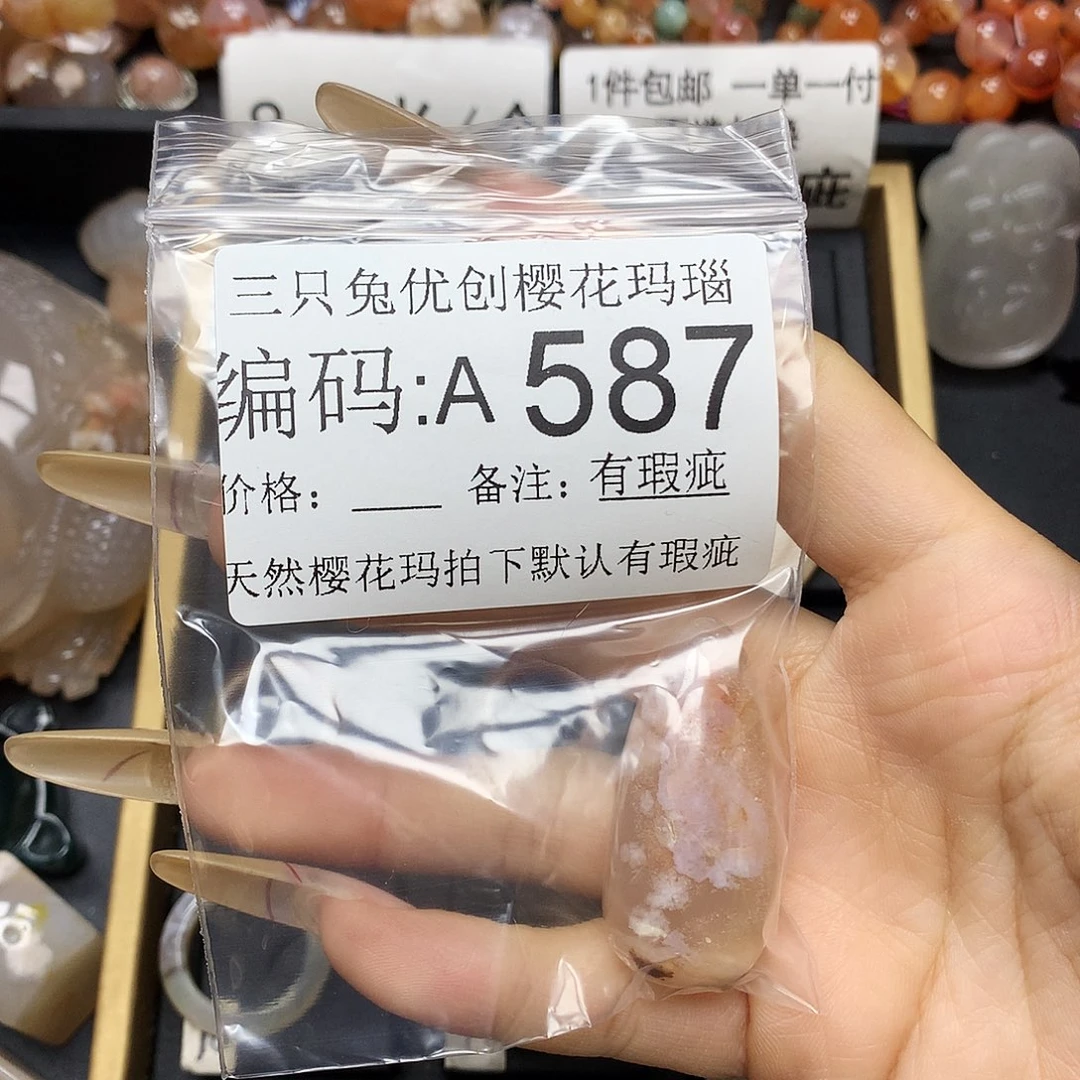 1件包邮 一单一付
疵
三只兔优创樱花玛瑙
编码:A 587
价格：____ 备注：有瑕疵
天然樱花玛拍下默认有瑕疵